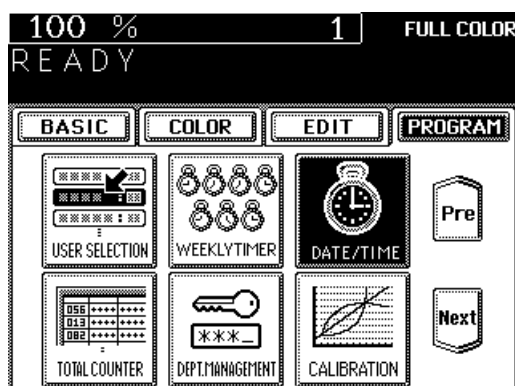 100 % 1 FULL COLOR
READY
BASIC COLOR EDIT PROGRAM
USER SELECTION WEEKLYTIMER DATE/TIME Pre
056 ++++ ++++
013 ++++ ++++
082 ++++ ++++
***_
Next
TOTAL COUNTER DEPT.MANAGEMENT CALIBRATION